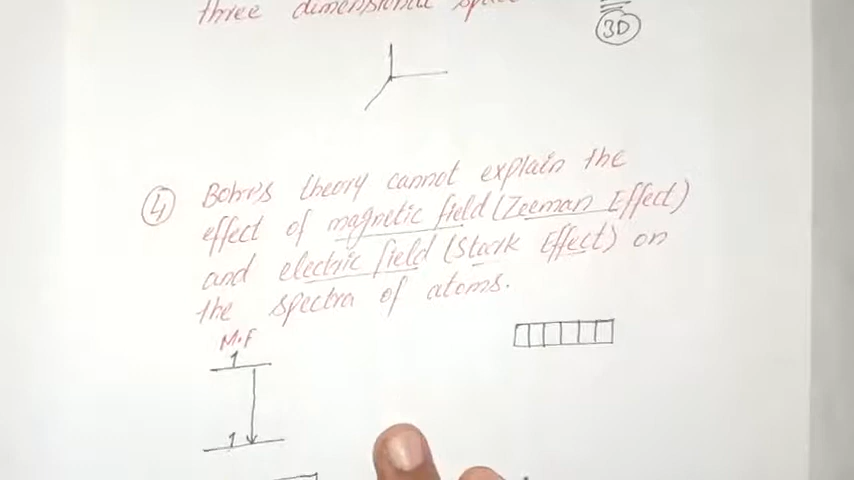 three dimensional space
3D
4 Bohr's theory cannot explain the
effect of magnetic field (Zeeman Effect)
and electric field (Stark Effect) on
the spectra of atoms.
M.F
1
1